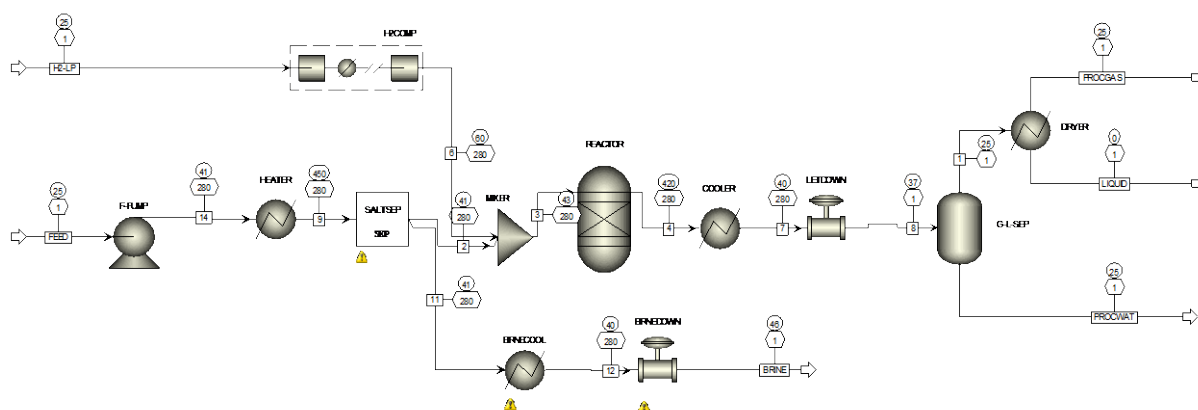 25
1
H2-LP
H2COMP
60
6
280
25
1
FEED
F-PUMP
41
280
14
HEATER
450
280
9
SALTSEP
SKIP
41
280
2
MIXER
3
43
280
REACTOR
420
280
4
COOLER
40
280
7
LETDOWN
37
1
8
G-L-SEP
1
25
1
DRYER
25
1
PROCGAS
0
1
LIQUID
25
1
PROCWAT
41
11
280
BIRNECOOL
40
280
12
BIRNEDOWN
46
1
BRINE